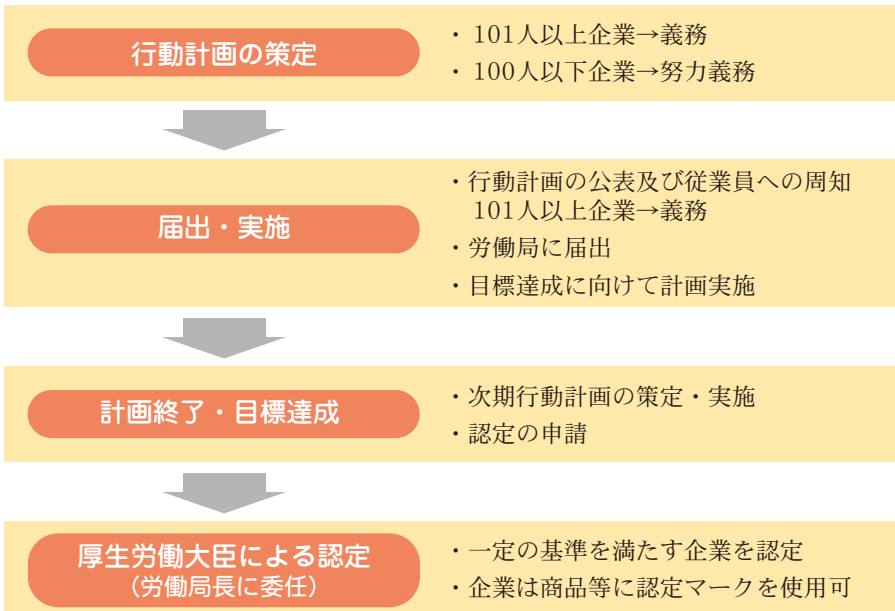 行動計画の策定
・101人以上企業→義務
・100人以下企業→努力義務
届出・実施
・行動計画の公表及び従業員への周知
101人以上企業→義務
・労働局に届出
・目標達成に向けて計画実施
計画終了・目標達成
・次期行動計画の策定・実施
・認定の申請
厚生労働大臣による認定
（労働局長に委任）
・一定の基準を満たす企業を認定
・企業は商品等に認定マークを使用可